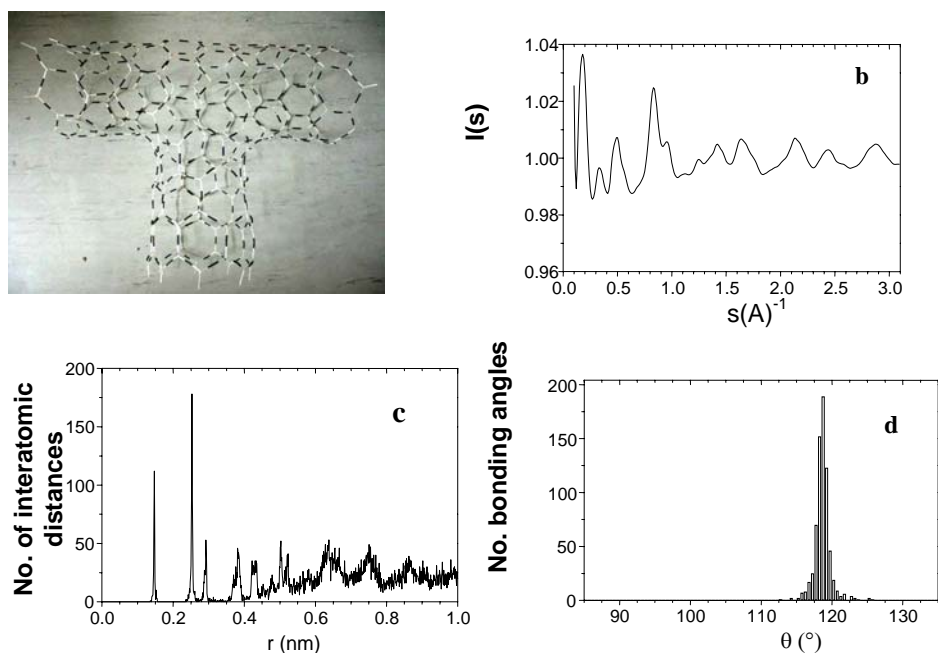 1.04
1.02
1.00
0.98
0.96
I(s)
b
0.0 0.5 1.0 1.5 2.0 2.5 3.0
s(A)⁻¹
200
150
100
50
0
No. of interatomic
distances
c
0.0 0.2 0.4 0.6 0.8 1.0
r (nm)
200
150
100
50
0
No. bonding angles
d
90 100 110 120 130
θ (°)